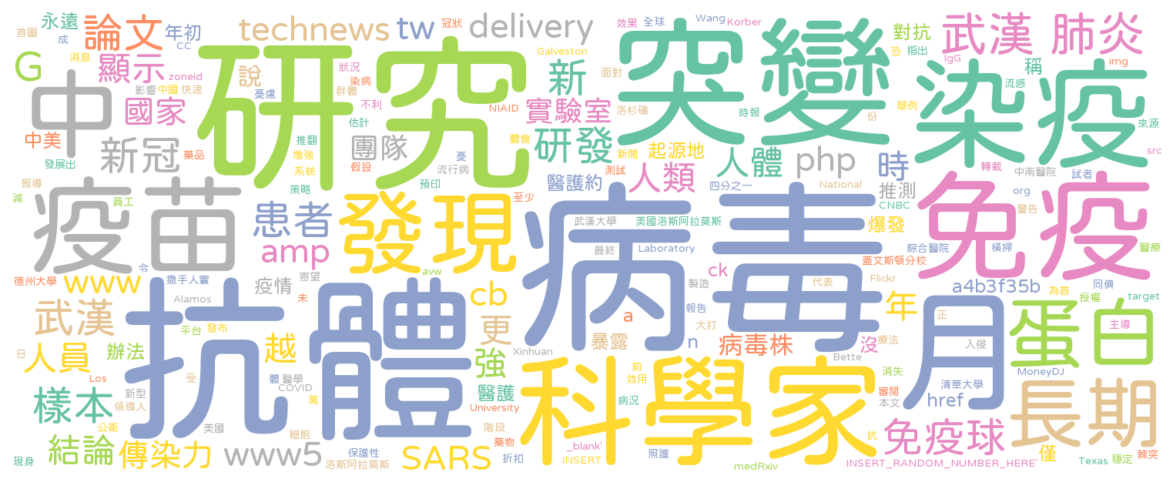 永遠
論文
年初
technews
tw
delivery
突變
武漢 肺炎
首圖
成
CC
效果
全球
Wang
Korber
對抗
恐
指出
冠狀
G
消息
顯示
zoneid
說
狀況
染病
Galveston
新
面對
稱
IgG
img
中
影響
中國
快速
憂慮
群體
不利
NIAID
實驗室
洛杉磯
時報
舉例
份
流感
染疫
來源
國家
研究
估計
中美
發展出
新冠
藥品
推翻
增強
系統
假設
團隊
體會
憂
流行病
研發
新聞
測試
起源地
人體
php
時
轉載
中南醫院
試者
src
報導
減
員工
疫苗
策略
預印
至少
醫護約
人類
四分之一
National
推測
CNBC
org
警告
免疫
患者
發現
病毒
武漢大學
美國洛斯阿拉莫斯
爆發
綜合醫院
橫掃
醫療
德州大學
令
撒手人寰
amp
最終
Laboratory
蓋文斯頓分校
www
疫情
寄望
avw
cb
ck
製造
代表
Flickr
a4b3f35b
同儕
為首
授權
target
武漢
Alamos
未
抗體
更
a
報告
大打
年
月
正
主導
蛋白
平台
發布
n
暴露
病毒株
沒
療法
入侵
日
人員
辦法
越
強
Xinhuan
前
效用
Bette
消失
MoneyDJ
Los
受
體
醫學
新型
COVID
醫護
科學家
病況
審閱
清華大學
href
本文
長期
樣本
領導人
萬
University
抗
公衛
美國
細胞
階段
藥物
免疫球
僅
結論
傳染力
保護性
_blank
照護
棘突
現身
www5
洛斯阿拉莫斯
SARS
折扣
INSERT
medRxiv
INSERT_RANDOM_NUMBER_HERE
Texas
穩定